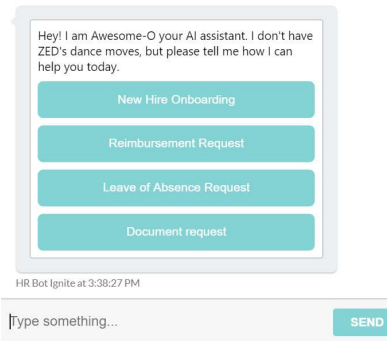 Hey! I am Awesome-O your AI assistant. I don't have
ZED's dance moves, but please tell me how I can
help you today.
New Hire Onboarding
Reimbursement Request
Leave of Absence Request
Document request
HR Bot Ignite at 3:38:27 PM
Type something...
SEND